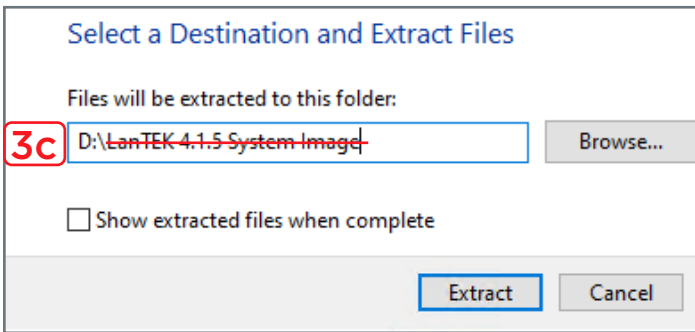 Select a Destination and Extract Files
Files will be extracted to this folder:
3c D:\LanTEK 4.1.5 System Image Browse...
Show extracted files when complete
Extract Cancel